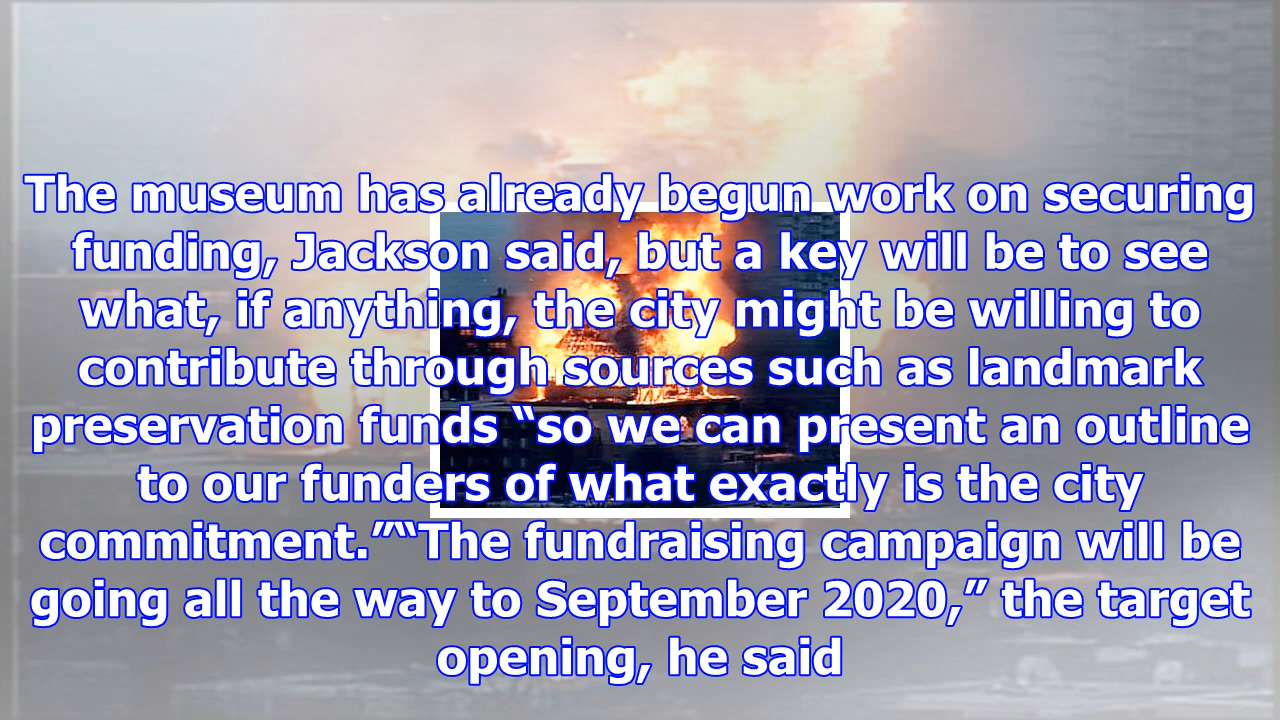 The museum has already begun work on securing
funding, Jackson said, but a key will be to see
what, if anything, the city might be willing to
contribute through sources such as landmark
preservation funds “so we can present an outline
to our funders of what exactly is the city
commitment.”“The fundraising campaign will be
going all the way to September 2020,” the target
opening, he said